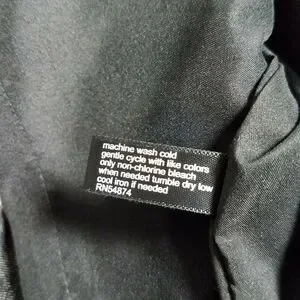 machine wash cold
gentle cycle with like colors
only non-chlorine bleach
when needed tumble dry low
cool iron if needed
RN54874